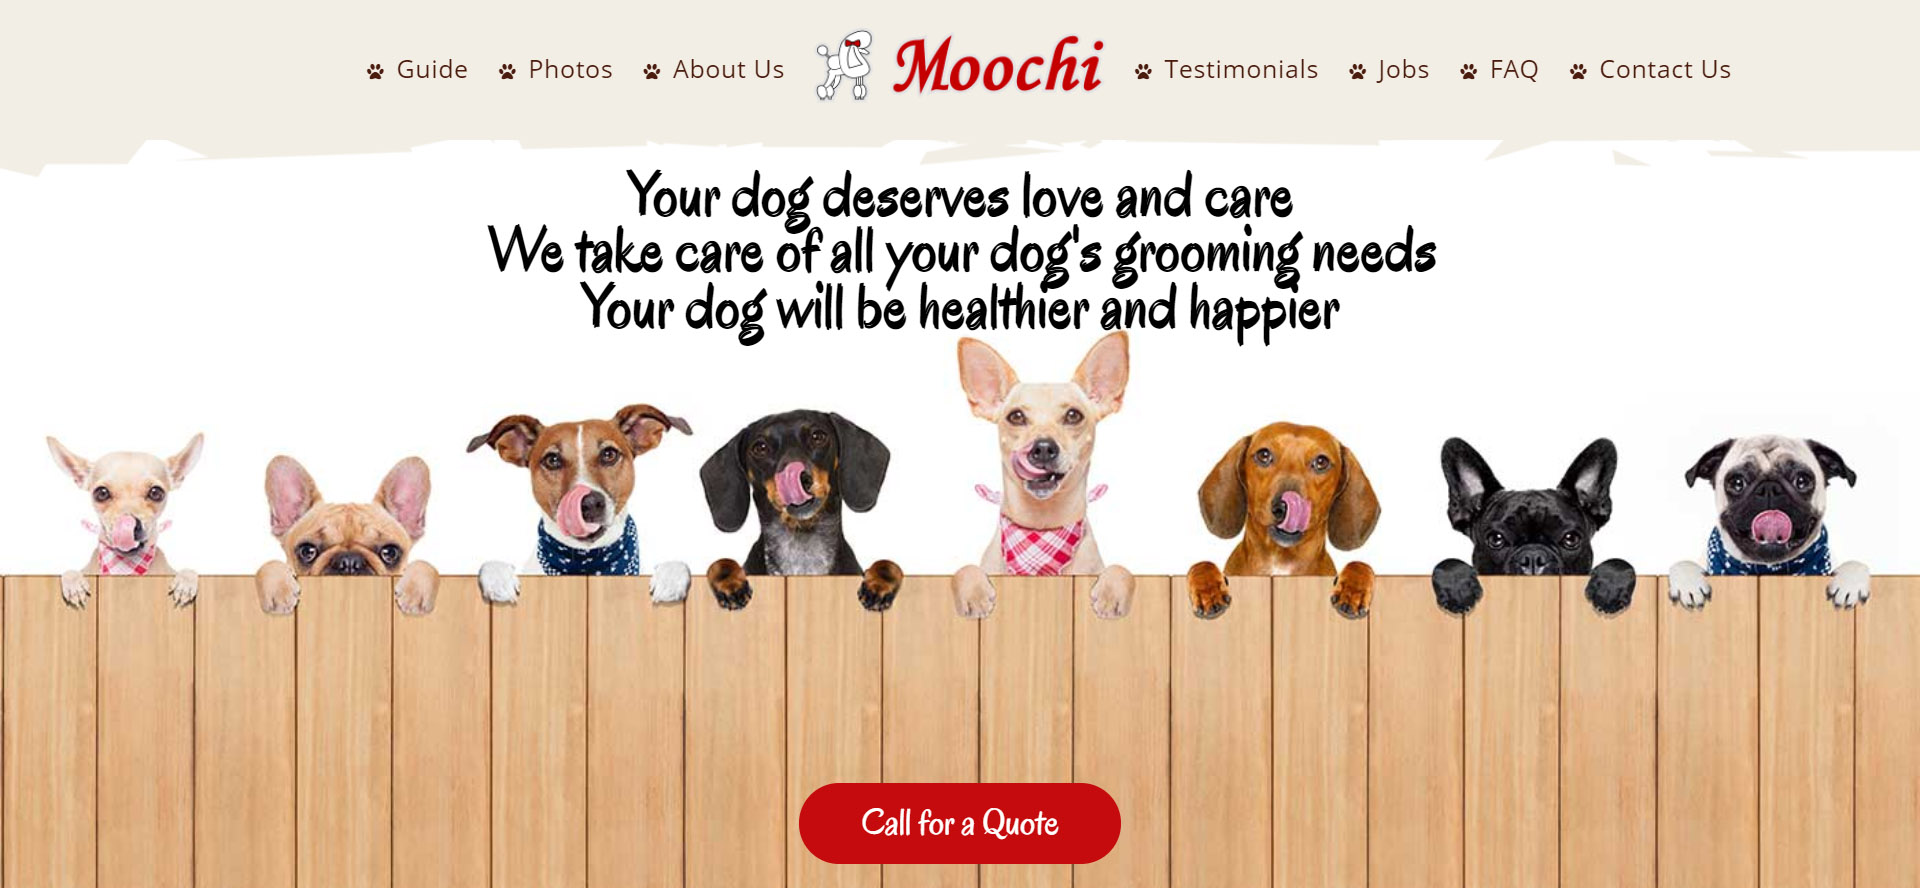 Guide Photos About Us Moochi Testimonials Jobs FAQ Contact Us
Your dog deserves love and care
We take care of all your dog's grooming needs
Your dog will be healthier and happier
Call for a Quote